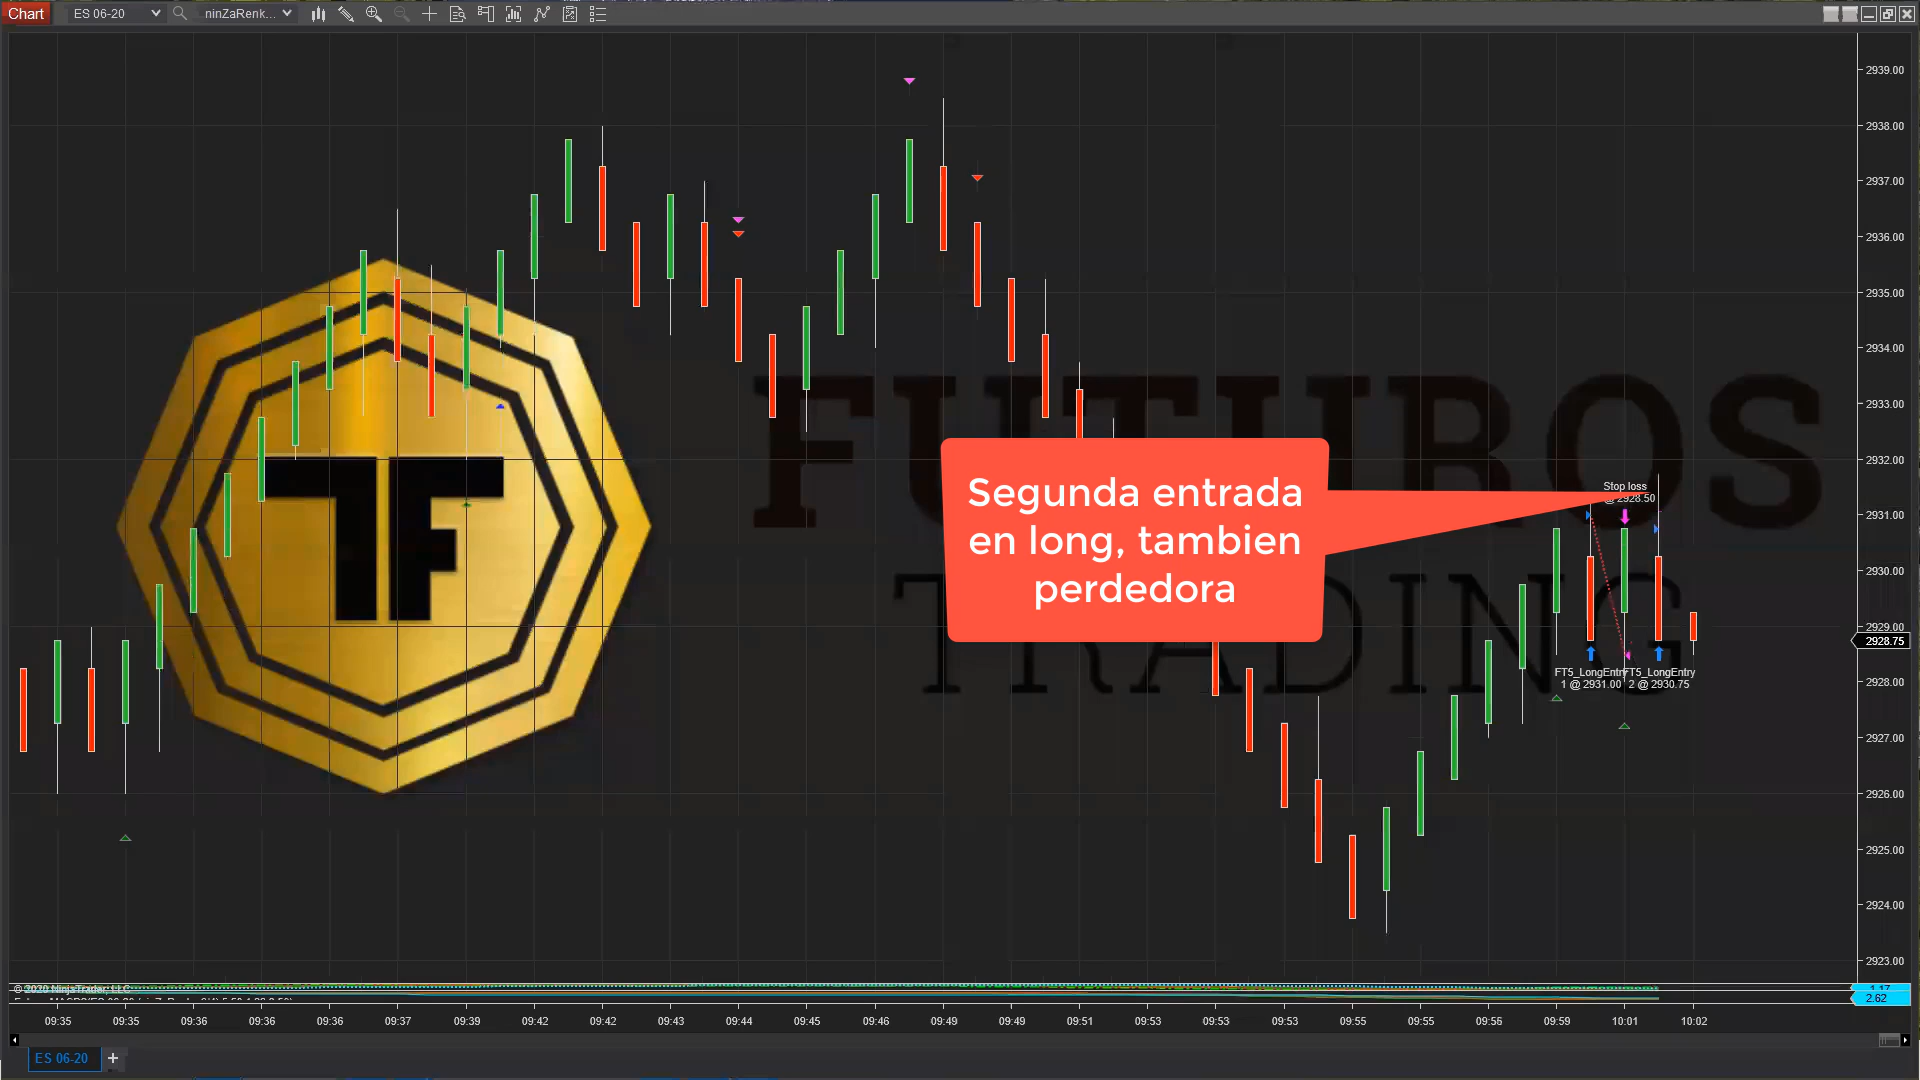 Chart
ES 06-20
ninZaRenk...
2939.00
2938.00
2937.00
2936.00
2935.00
2934.00
2933.00
2932.00
2931.00
2930.00
2929.00
2928.75
2928.00
2927.00
2926.00
2925.00
2924.00
2923.00
FUTUROS
TRADING
TF
Segunda entrada
en long, tambien
perdedora
Stop loss
@ 2928.50
FT5_LongEntry
1 @ 2931.00
FT5_LongEntry
2 @ 2930.75
© 2020 NinjaTrader, LLC
1.17
2.62
09:35 09:35 09:36 09:36 09:36 09:37 09:39 09:42 09:42 09:43 09:44 09:45 09:46 09:49 09:49 09:51 09:53 09:53 09:53 09:55 09:55 09:56 09:59 10:01 10:02
ES 06-20